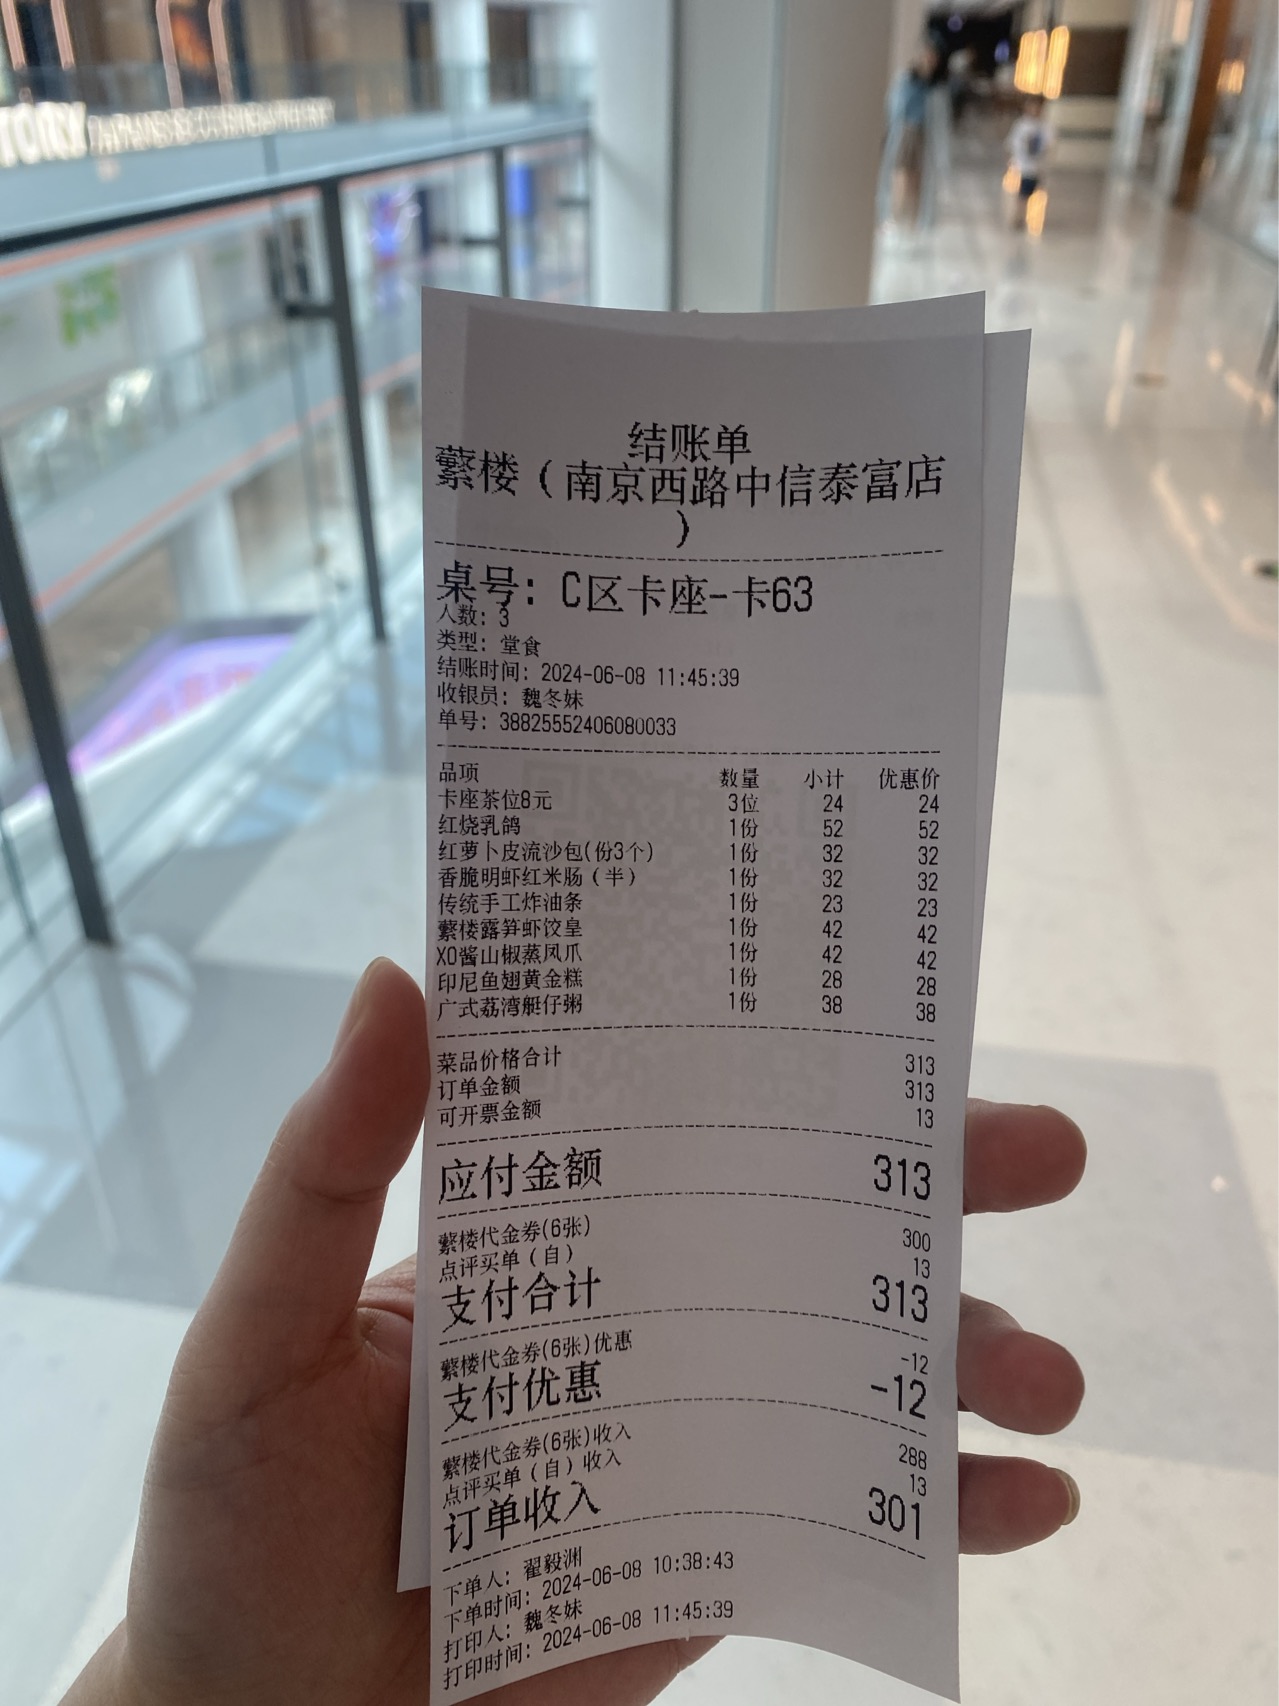 结账单
蘩楼（南京西路中信泰富店
）
桌号: C区卡座-卡63
人数: 3
类型: 堂食
结账时间: 2024-06-08 11:45:39
收银员: 魏冬妹
单号: 38825552406080033
品项 数量 小计 优惠价
卡座茶位8元 3位 24 24
红烧乳鸽 1份 52 52
红萝卜皮流沙包(份3个) 1份 32 32
香脆明虾红米肠（半） 1份 32 32
传统手工炸油条 1份 23 23
蘩楼露笋虾饺皇 1份 42 42
XO酱山椒蒸凤爪 1份 42 42
印尼鱼翅黄金糕 1份 28 28
广式荔湾艇仔粥 1份 38 38
菜品价格合计 313
订单金额 313
可开票金额 13
应付金额 313
蘩楼代金券(6张) 300
点评买单（自） 13
支付合计 313
蘩楼代金券(6张)优惠 -12
支付优惠 -12
蘩楼代金券(6张)收入 288
点评买单（自）收入 13
订单收入 301
下单人: 翟毅渊
下单时间: 2024-06-08 10:38:43
打印人: 魏冬妹
打印时间: 2024-06-08 11:45:39